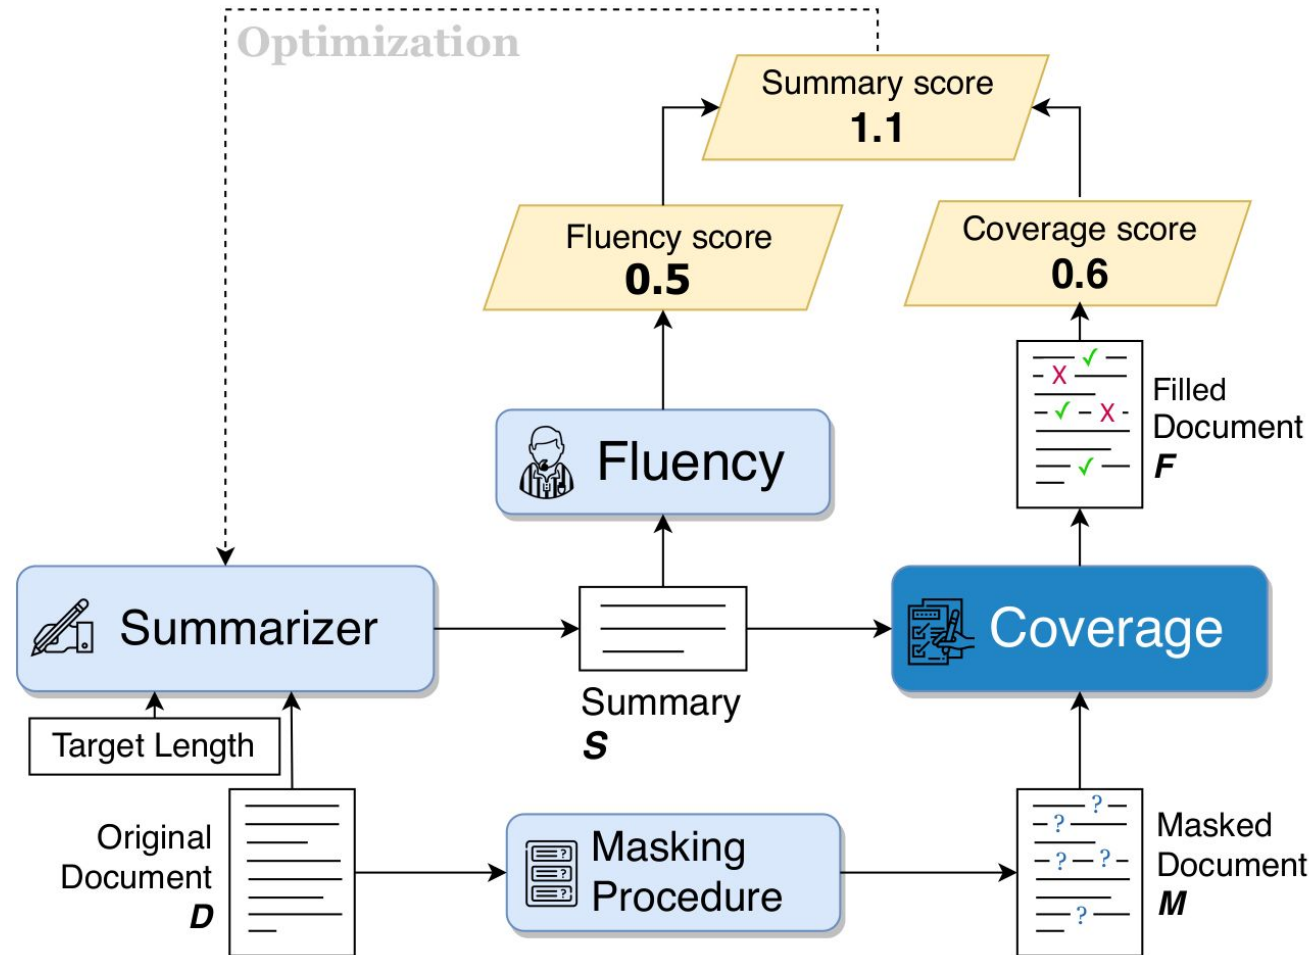 Optimization
Summary score
1.1
Fluency score
0.5
Coverage score
0.6
Filled
Document
F
Fluency
Summarizer
Coverage
Target Length
Summary
S
Original
Document
D
Masking
Procedure
Masked
Document
M